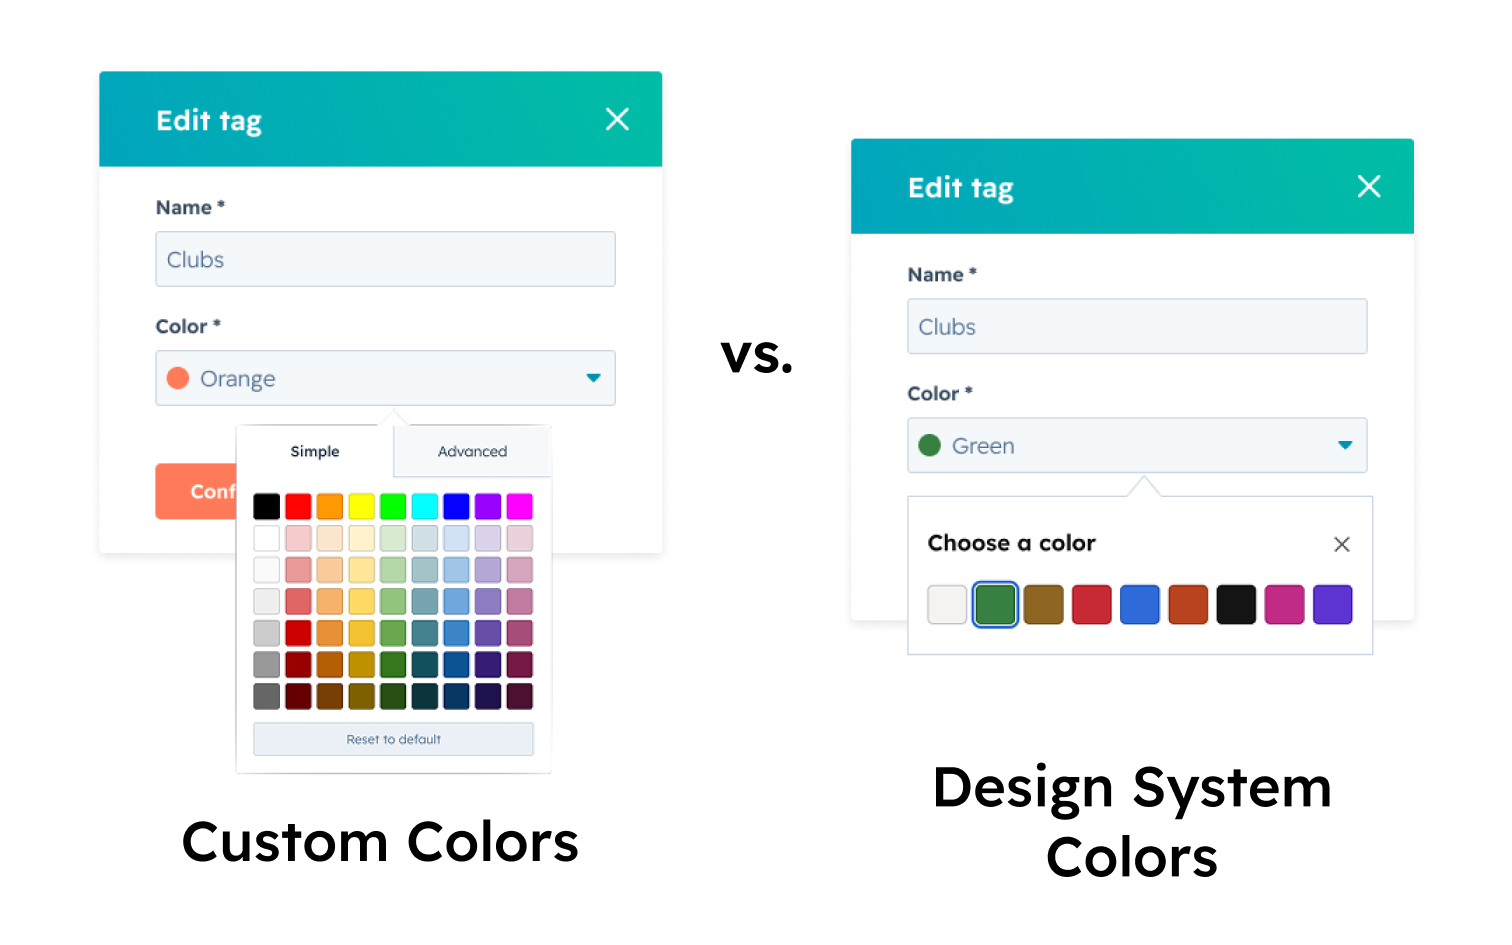 Edit tag
Name *
Clubs
Color *
Orange
Simple
Advanced
Conf
Reset to default
Custom Colors
vs.
Edit tag
Name *
Clubs
Color *
Green
Choose a color
Design System
Colors